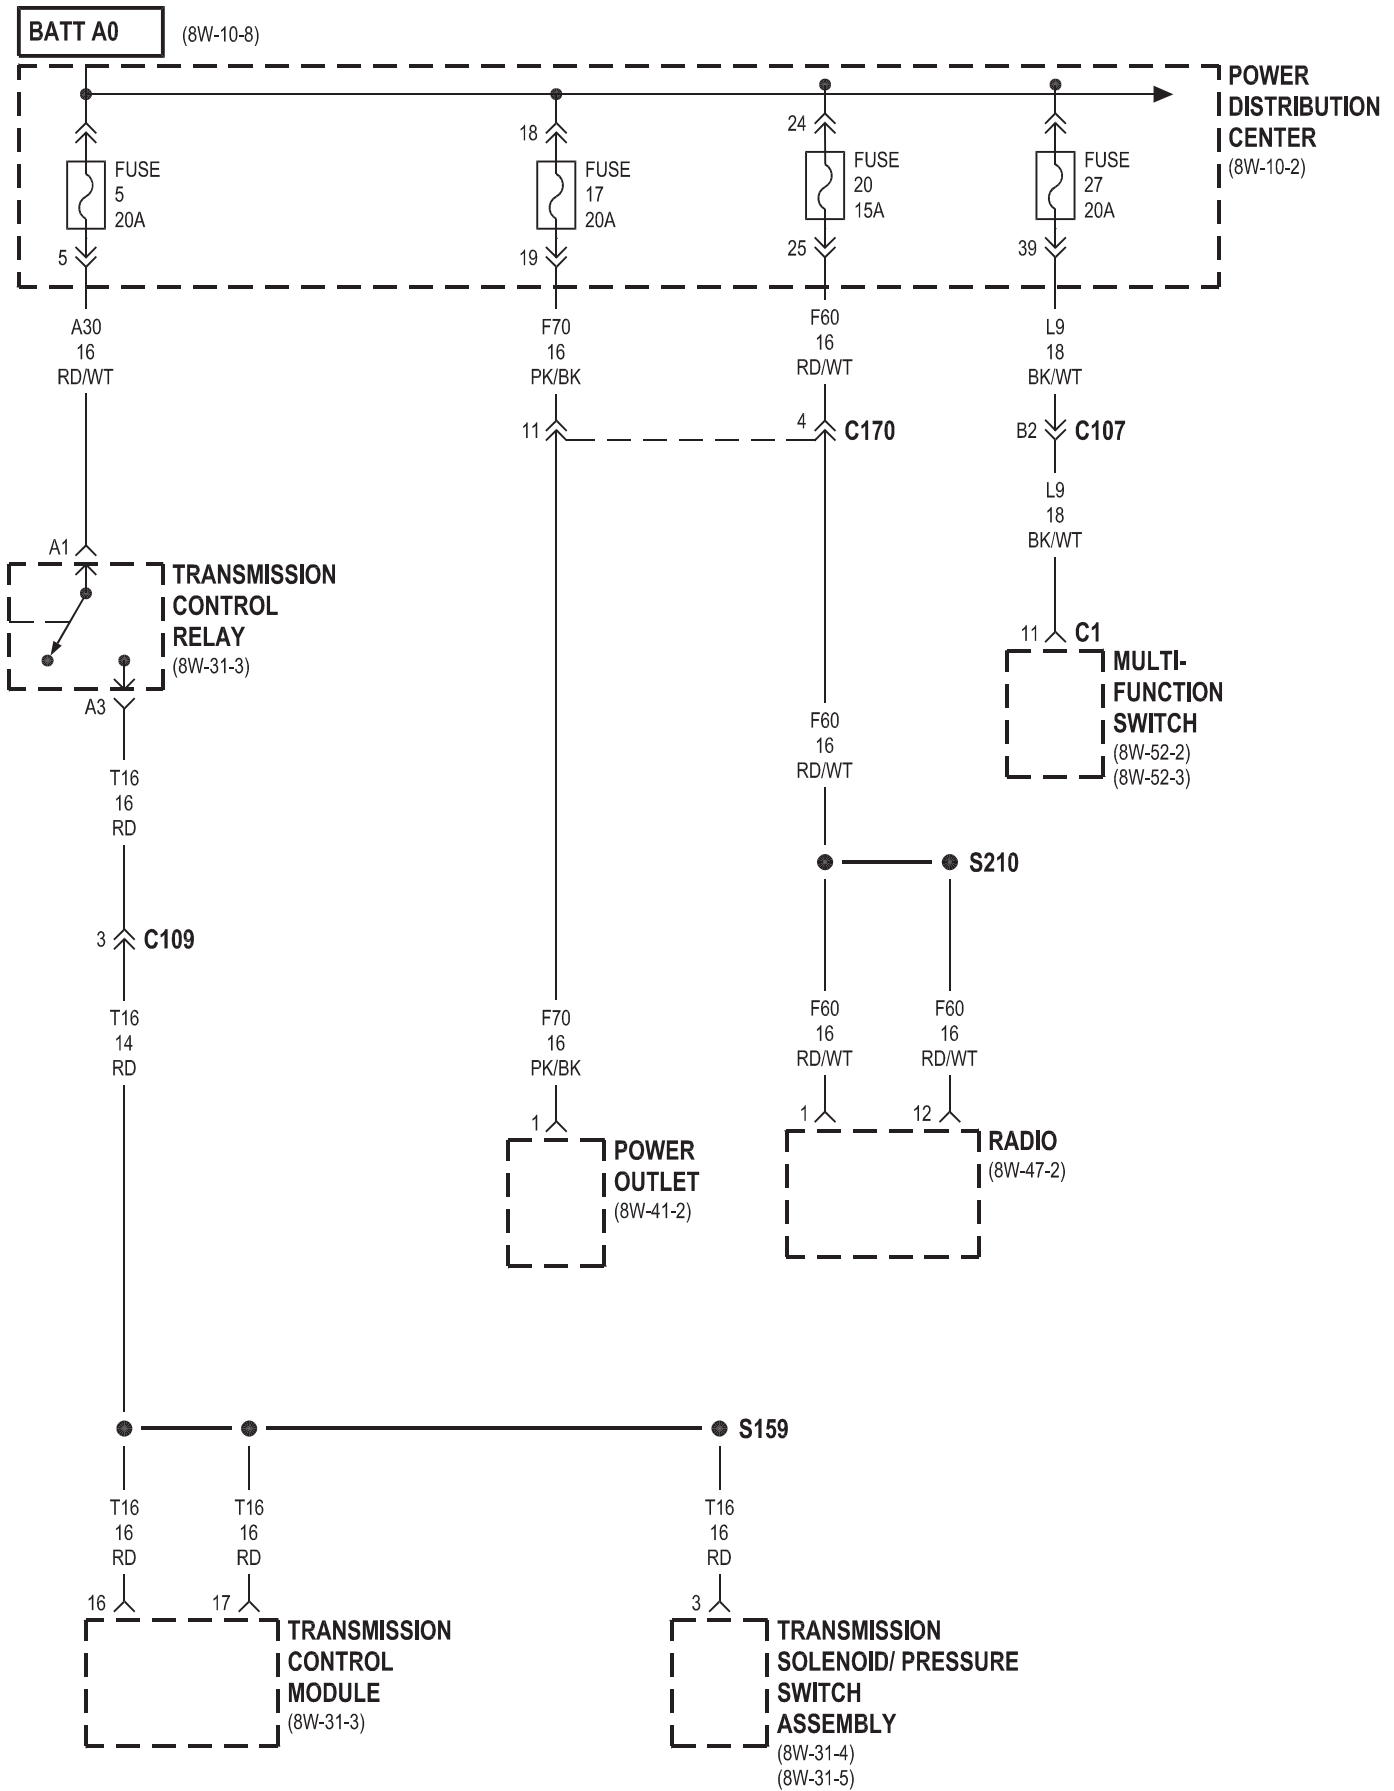 BATT A0
(8W-10-8)
POWER
DISTRIBUTION
CENTER
(8W-10-2)
18
24
FUSE
5
20A
FUSE
17
20A
FUSE
20
15A
FUSE
27
20A
5
19
25
39
A30
16
RD/WT
F70
16
PK/BK
F60
16
RD/WT
L9
18
BK/WT
11
4
C170
B2
C107
L9
18
BK/WT
A1
TRANSMISSION
CONTROL
RELAY
(8W-31-3)
A3
11
C1
MULTI-
FUNCTION
SWITCH
(8W-52-2)
(8W-52-3)
T16
16
RD
F60
16
RD/WT
S210
3
C109
T16
14
RD
F70
16
PK/BK
F60
16
RD/WT
F60
16
RD/WT
1
POWER
OUTLET
(8W-41-2)
1
12
RADIO
(8W-47-2)
S159
T16
16
RD
T16
16
RD
T16
16
RD
16
17
TRANSMISSION
CONTROL
MODULE
(8W-31-3)
3
TRANSMISSION
SOLENOID/ PRESSURE
SWITCH
ASSEMBLY
(8W-31-4)
(8W-31-5)